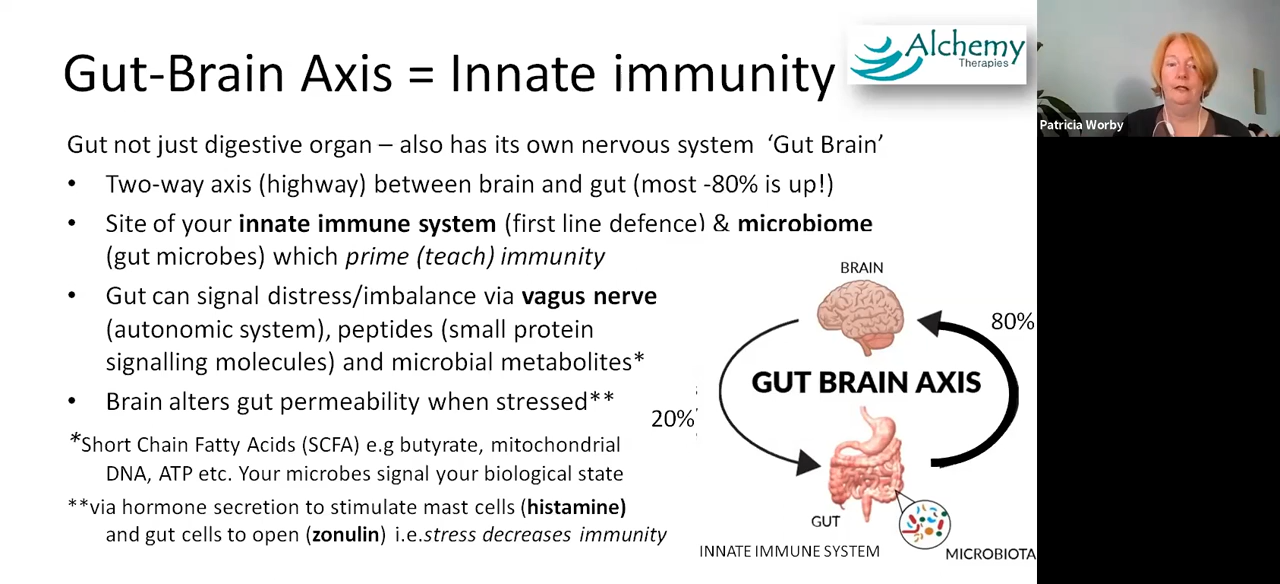 Gut-Brain Axis = Innate immunity
Alchemy
Therapies
Patricia Worby
Gut not just digestive organ – also has its own nervous system ‘Gut Brain’
• Two-way axis (highway) between brain and gut (most -80% is up!)
• Site of your innate immune system (first line defence) & microbiome
(gut microbes) which prime (teach) immunity
• Gut can signal distress/imbalance via vagus nerve
(autonomic system), peptides (small protein
signalling molecules) and microbial metabolites*
• Brain alters gut permeability when stressed**
*Short Chain Fatty Acids (SCFA) e.g butyrate, mitochondrial
DNA, ATP etc. Your microbes signal your biological state
**via hormone secretion to stimulate mast cells (histamine)
and gut cells to open (zonulin) i.e.stress decreases immunity
BRAIN
80%
GUT BRAIN AXIS
20%
GUT
INNATE IMMUNE SYSTEM
MICROBIOTA